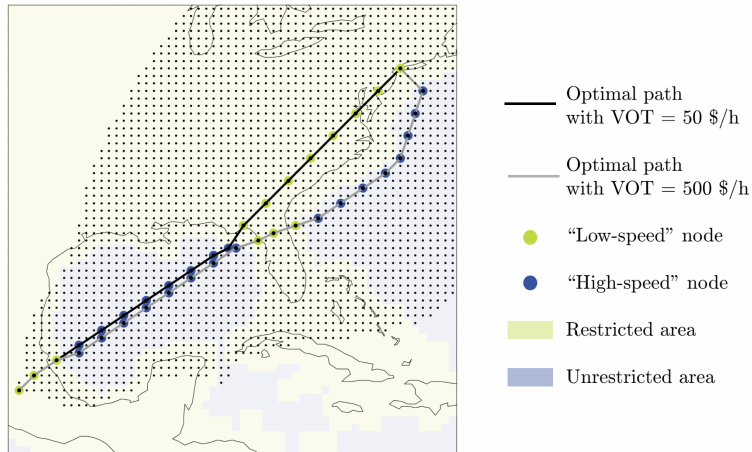 Optimal path
with VOT = 50 $/h
Optimal path
with VOT = 500 $/h
“Low-speed” node
“High-speed” node
Restricted area
Unrestricted area